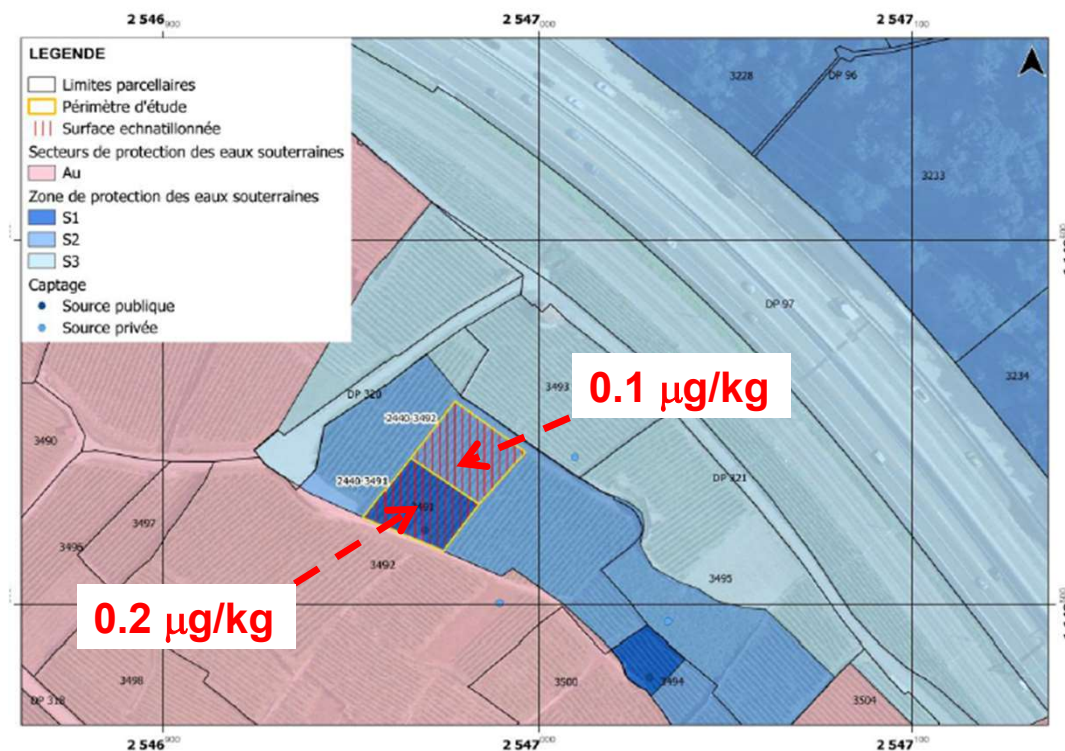 2 546 900
2 547 000
2 547 100
LEGENDE
Limites parcellaires
Périmètre d'étude
Surface echnatillonnée
Secteurs de protection des eaux souterraines
Au
Zone de protection des eaux souterraines
S1
S2
S3
Captage
Source publique
Source privée
3228
DP 96
3233
DP 97
3234
0.1 µg/kg
3493
DP 320
2440-3492
3490
2440-3491
DP 321
3497
3496
3492
3495
0.2 µg/kg
3498
3500
3494
3504
DP 318
2 546 900
2 547 000
2 547 100